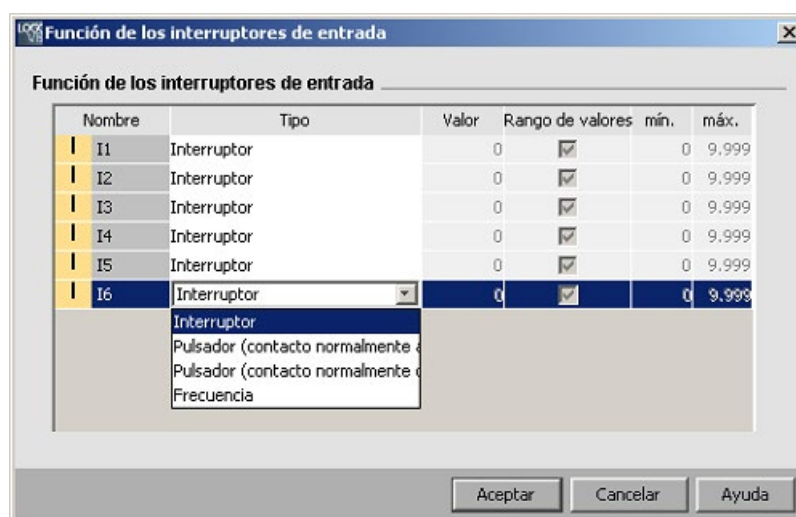 Función de los interruptores de entrada
Función de los interruptores de entrada
Nombre Tipo Valor Rango de valores mín. máx.
I I1 Interruptor 0 0 9.999
I I2 Interruptor 0 0 9.999
I I3 Interruptor 0 0 9.999
I I4 Interruptor 0 0 9.999
I I5 Interruptor 0 0 9.999
I I6 Interruptor 0 0 9.999
Interruptor
Pulsador (contacto normalmente
Pulsador (contacto normalmente
Frecuencia
Aceptar Cancelar Ayuda